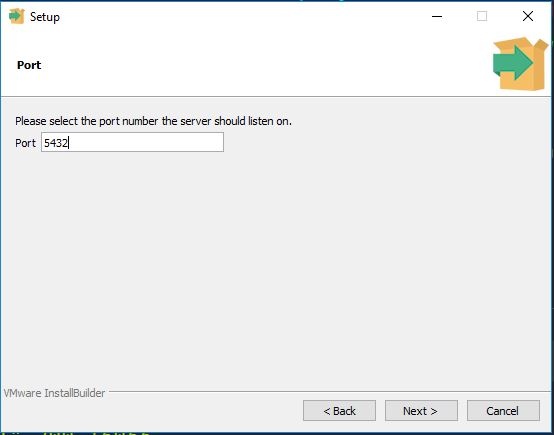 Setup
Port
Please select the port number the server should listen on.
Port 5432
VMware InstallBuilder
< Back Next > Cancel